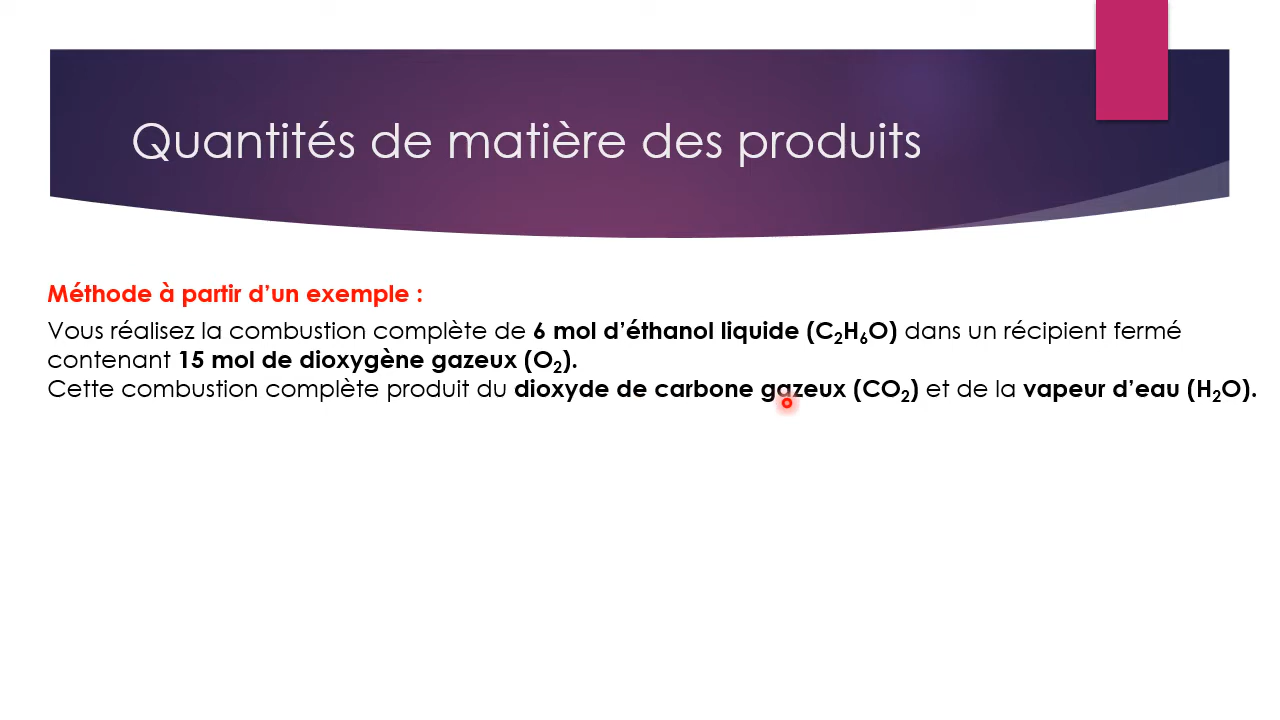 Quantités de matière des produits
Méthode à partir d’un exemple :
Vous réalisez la combustion complète de 6 mol d’éthanol liquide (C₂H₆O) dans un récipient fermé
contenant 15 mol de dioxygène gazeux (O₂).
Cette combustion complète produit du dioxyde de carbone gazeux (CO₂) et de la vapeur d’eau (H₂O).